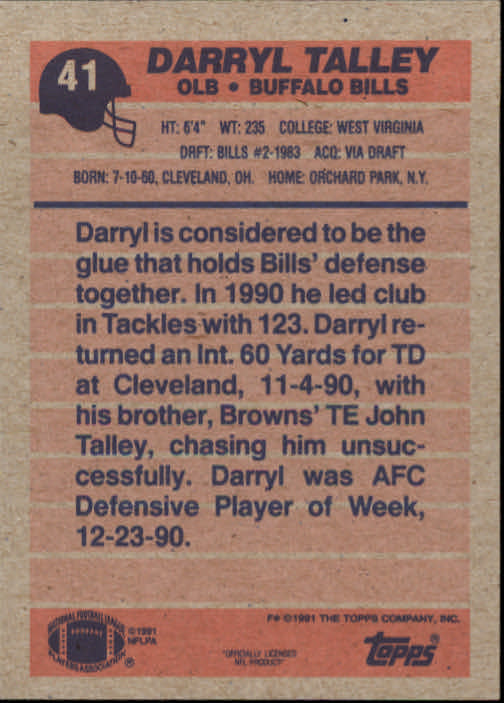 41
DARRYL TALLEY
OLB • BUFFALO BILLS
HT: 6'4" WT: 235 COLLEGE: WEST VIRGINIA
DRFT: BILLS #2-1983 ACQ: VIA DRAFT
BORN: 7-10-60, CLEVELAND, OH. HOME: ORCHARD PARK, N.Y.
Darryl is considered to be the
glue that holds Bills' defense
together. In 1990 he led club
in Tackles with 123. Darryl re-
turned an Int. 60 Yards for TD
at Cleveland, 11-4-90, with
his brother, Browns' TE John
Talley, chasing him unsuc-
cessfully. Darryl was AFC
Defensive Player of Week,
12-23-90.
F* © 1991 THE TOPPS COMPANY, INC.
NATIONAL FOOTBALL LEAGUE
PLAYERS ASSOCIATION ®
© 1991
NFLPA
"OFFICIALLY LICENSED
NFL PRODUCT"
topps®